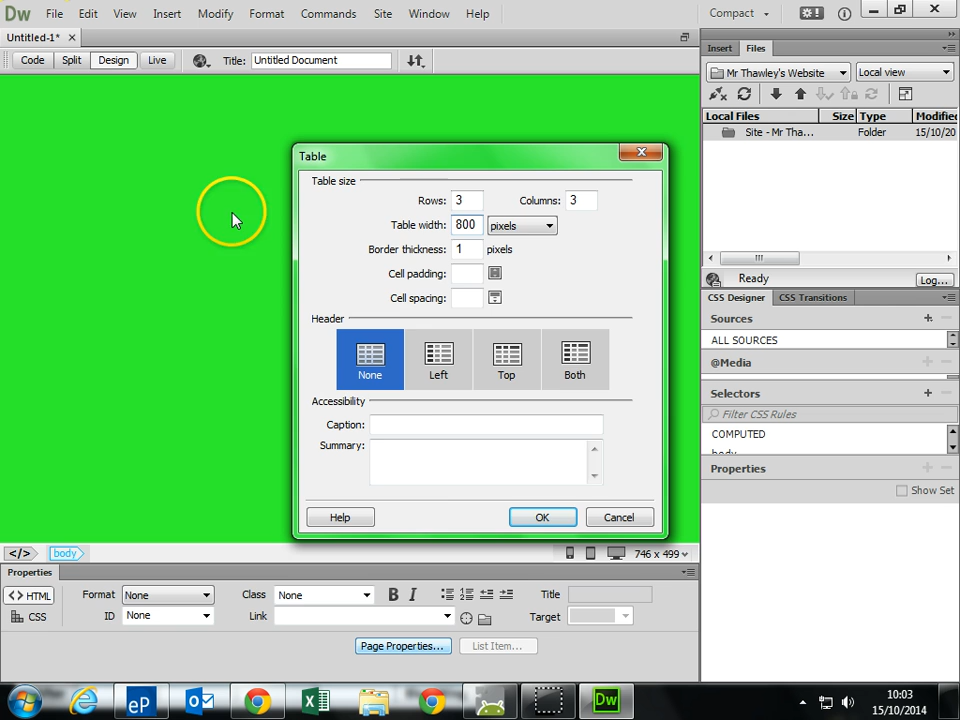 Dw File Edit View Insert Modify Format Commands Site Window Help Compact
Untitled-1* ×
Code Split Design Live Title: Untitled Document
Insert Files
Mr Thawley's Website Local view
Local Files Size Type Modified
Site - Mr Tha... Folder 15/10/20
Table
Table size
Rows: 3 Columns: 3
Table width: 800 pixels
Border thickness: 1 pixels
Cell padding:
Cell spacing:
Header
None Left Top Both
Accessibility
Caption:
Summary:
Help OK Cancel
Ready Log...
CSS Designer CSS Transitions
Sources
ALL SOURCES
@Media
Selectors
Filter CSS Rules
COMPUTED
body
Properties
Show Set
</> body 746 x 499
Properties
<> HTML Format None Class None B I Title
CSS ID None Link Target
Page Properties... List Item...
eP Dw 10:03
15/10/2014